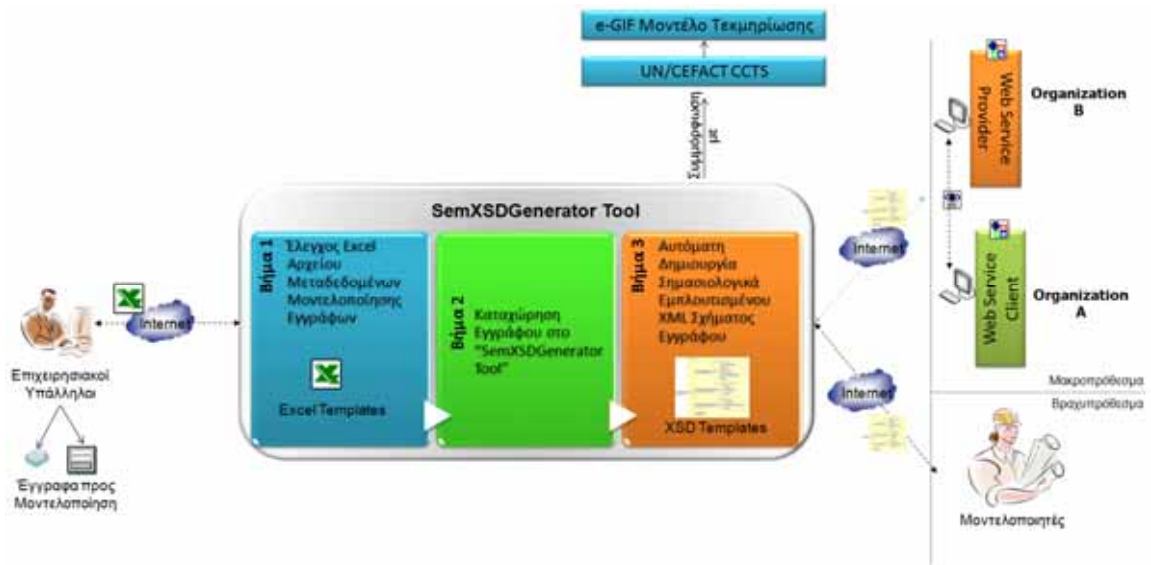 e-GIF Μοντέλο Τεκμηρίωσης
UN/CEFACT CCTS
Συμμόρφωση
με
SemXSDGenerator Tool
Βήμα 1
Έλεγχος Excel
Αρχείου
Μεταδεδομένων
Μοντελοποίησης
Εγγράφων
Excel Templates
Βήμα 2
Καταχώρηση
Εγγράφου στο
"SemXSDGenerator
Tool"
Βήμα 3
Αυτόματη
Δημιουργία
Σημασιολογικά
Εμπλουτισμένου
XML Σχήματος
Εγγράφου
XSD Templates
Internet
Επιχειρησιακοί
Υπάλληλοι
Έγγραφα προς
Μοντελοποίηση
Internet
Internet
Web Service
Provider
Organization
B
Web Service
Client
Organization
A
Μακροπρόθεσμα
Βραχυπρόθεσμα
Μοντελοποιητές